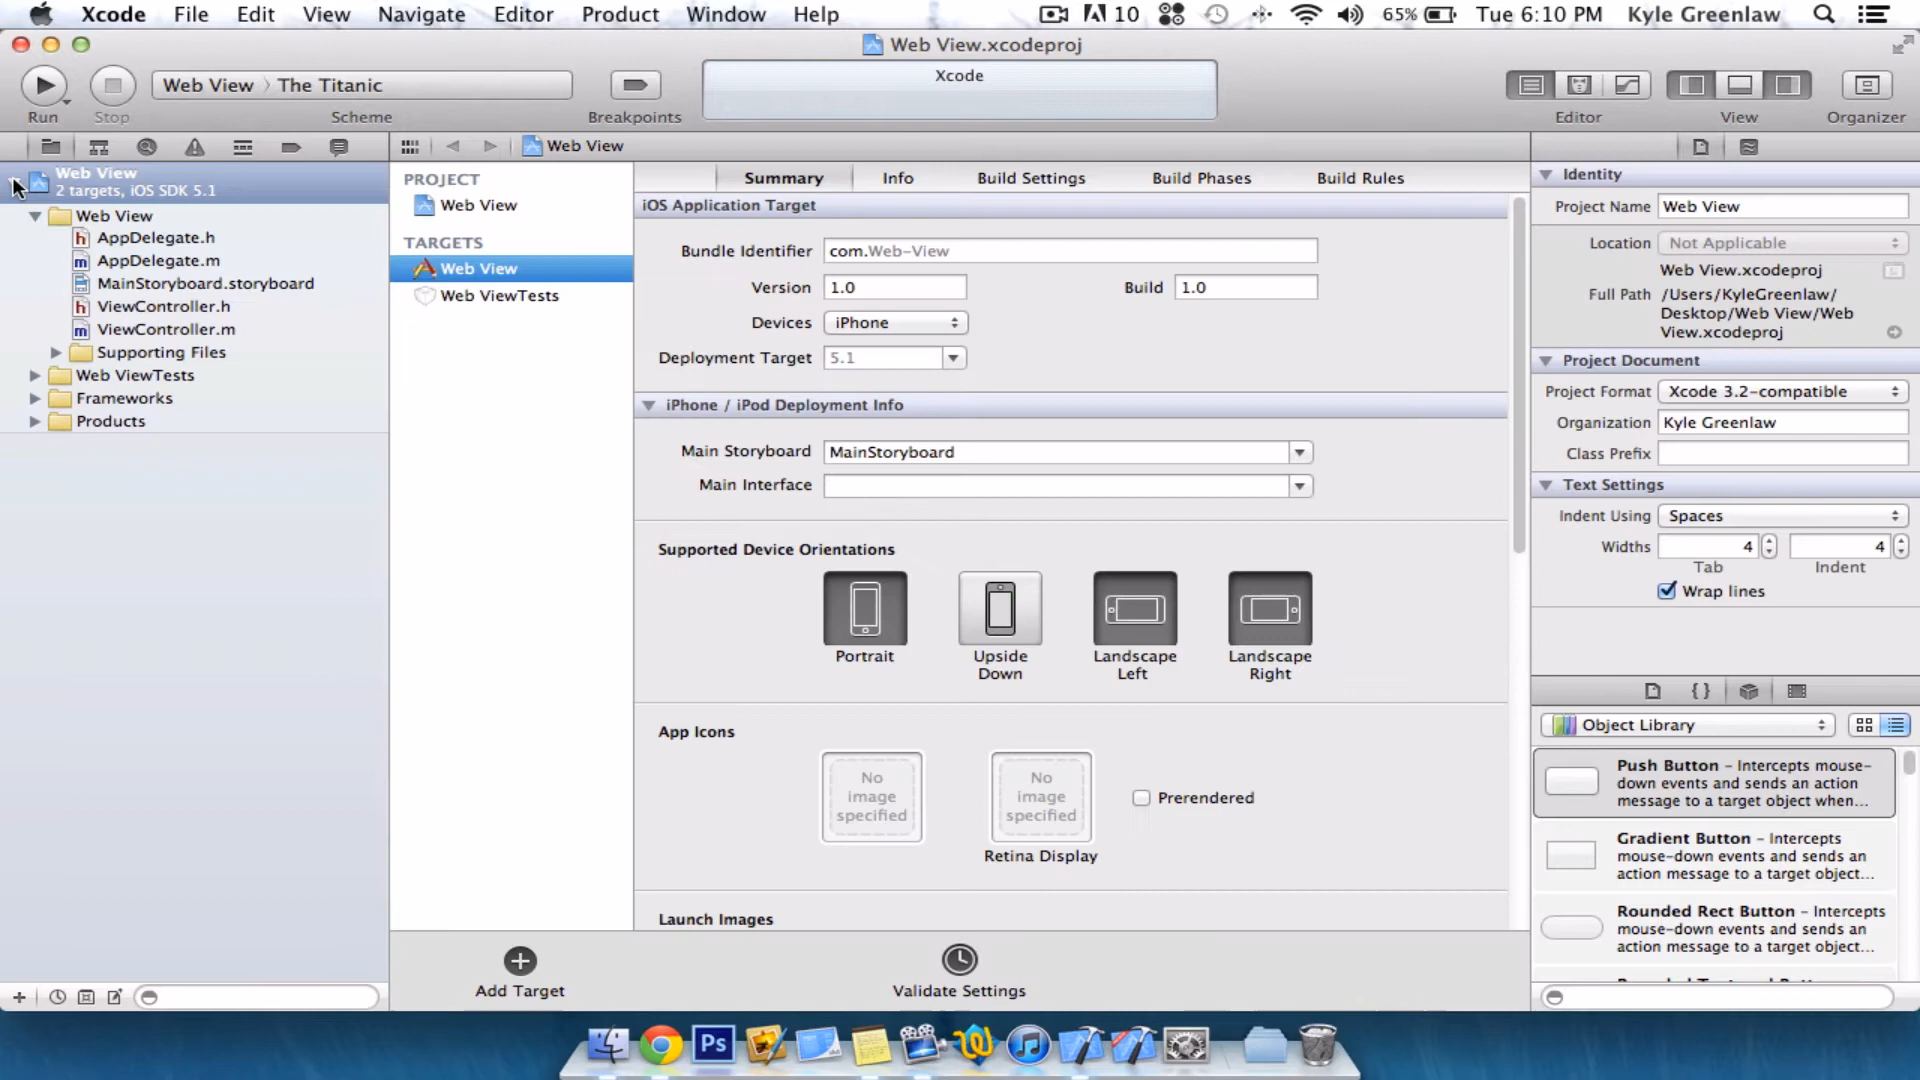 Xcode File Edit View Navigate Editor Product Window Help 10 65% Tue 6:10 PM Kyle Greenlaw
Web View.xcodeproj
Run
Stop
Web View The Titanic
Scheme
Breakpoints
Xcode
Editor
View
Organizer
Web View
2 targets, iOS SDK 5.1
Web View
h AppDelegate.h
m AppDelegate.m
MainStoryboard.storyboard
h ViewController.h
m ViewController.m
Supporting Files
Web ViewTests
Frameworks
Products
Web View
PROJECT
Web View
TARGETS
Web View
Web ViewTests
Summary Info Build Settings Build Phases Build Rules
iOS Application Target
Bundle Identifier com.Web-View
Version 1.0 Build 1.0
Devices iPhone
Deployment Target 5.1
iPhone / iPod Deployment Info
Main Storyboard MainStoryboard
Main Interface
Supported Device Orientations
Portrait
Upside
Down
Landscape
Left
Landscape
Right
App Icons
No
image
specified
No
image
specified
Retina Display
Prerendered
Launch Images
Add Target
Validate Settings
Identity
Project Name Web View
Location Not Applicable
Web View.xcodeproj
Full Path /Users/KyleGreenlaw/
Desktop/Web View/Web
View.xcodeproj
Project Document
Project Format Xcode 3.2-compatible
Organization Kyle Greenlaw
Class Prefix
Text Settings
Indent Using Spaces
Widths 4 4
Tab Indent
Wrap lines
{ }
Object Library
Push Button – Intercepts mouse-
down events and sends an action
message to a target object when...
Gradient Button – Intercepts
mouse-down events and sends an
action message to a target object...
Rounded Rect Button – Intercepts
mouse-down events and sends an
action message to a target object...
Ps